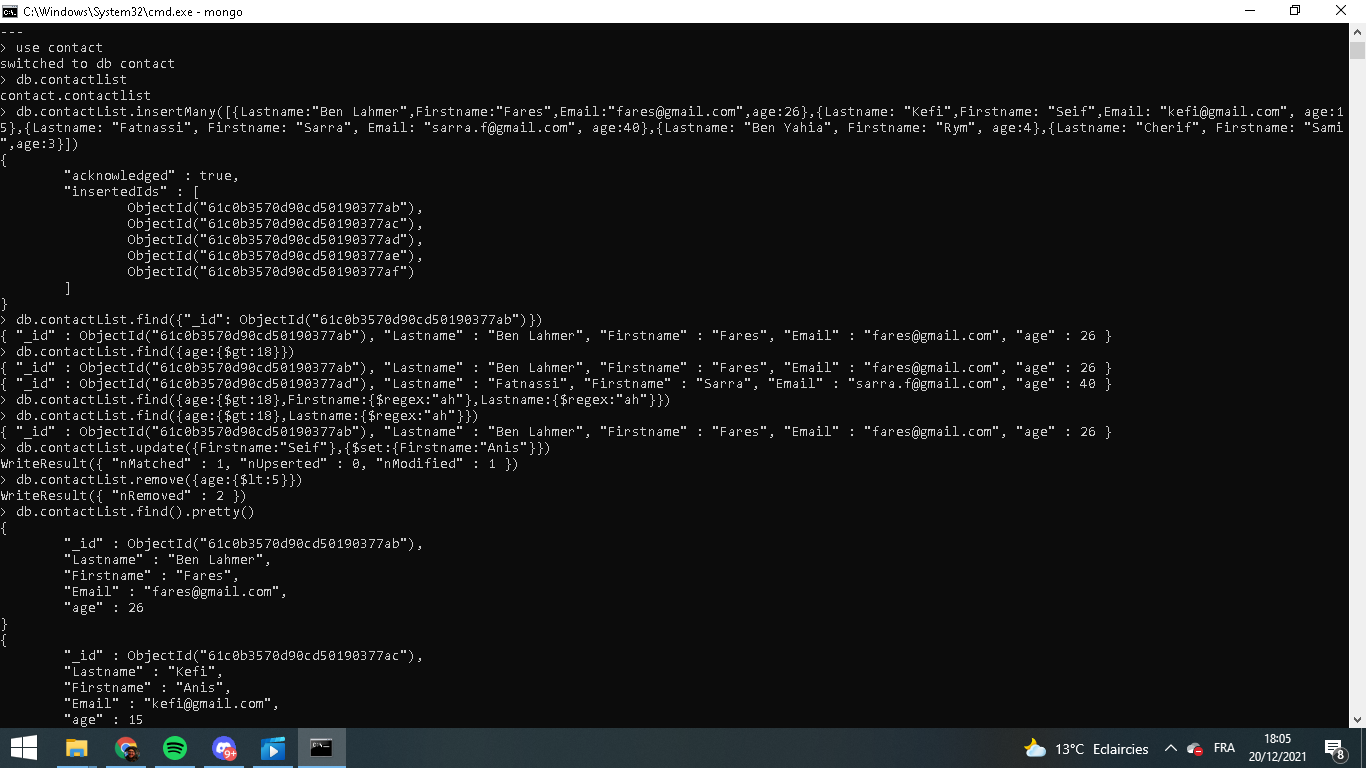 C:\Windows\System32\cmd.exe - mongo
---
> use contact
switched to db contact
> db.contactlist
contact.contactlist
> db.contactList.insertMany([{Lastname:"Ben Lahmer",Firstname:"Fares",Email:"fares@gmail.com",age:26},{Lastname: "Kefi",Firstname: "Seif",Email: "kefi@gmail.com", age:1
5},{Lastname: "Fatnassi", Firstname: "Sarra", Email: "sarra.f@gmail.com", age:40},{Lastname: "Ben Yahia", Firstname: "Rym", age:4},{Lastname: "Cherif", Firstname: "Sami
",age:3}])
{
        "acknowledged" : true,
        "insertedIds" : [
                ObjectId("61c0b3570d90cd50190377ab"),
                ObjectId("61c0b3570d90cd50190377ac"),
                ObjectId("61c0b3570d90cd50190377ad"),
                ObjectId("61c0b3570d90cd50190377ae"),
                ObjectId("61c0b3570d90cd50190377af")
        ]
}
> db.contactList.find({"_id": ObjectId("61c0b3570d90cd50190377ab")})
{ "_id" : ObjectId("61c0b3570d90cd50190377ab"), "Lastname" : "Ben Lahmer", "Firstname" : "Fares", "Email" : "fares@gmail.com", "age" : 26 }
> db.contactList.find({age:{$gt:18}})
{ "_id" : ObjectId("61c0b3570d90cd50190377ab"), "Lastname" : "Ben Lahmer", "Firstname" : "Fares", "Email" : "fares@gmail.com", "age" : 26 }
{ "_id" : ObjectId("61c0b3570d90cd50190377ad"), "Lastname" : "Fatnassi", "Firstname" : "Sarra", "Email" : "sarra.f@gmail.com", "age" : 40 }
> db.contactList.find({age:{$gt:18},Firstname:{$regex:"ah"},Lastname:{$regex:"ah"}})
> db.contactList.find({age:{$gt:18},Lastname:{$regex:"ah"}})
{ "_id" : ObjectId("61c0b3570d90cd50190377ab"), "Lastname" : "Ben Lahmer", "Firstname" : "Fares", "Email" : "fares@gmail.com", "age" : 26 }
> db.contactList.update({Firstname:"Seif"},{$set:{Firstname:"Anis"}})
WriteResult({ "nMatched" : 1, "nUpserted" : 0, "nModified" : 1 })
> db.contactList.remove({age:{$lt:5}})
WriteResult({ "nRemoved" : 2 })
> db.contactList.find().pretty()
{
        "_id" : ObjectId("61c0b3570d90cd50190377ab"),
        "Lastname" : "Ben Lahmer",
        "Firstname" : "Fares",
        "Email" : "fares@gmail.com",
        "age" : 26
}
{
        "_id" : ObjectId("61c0b3570d90cd50190377ac"),
        "Lastname" : "Kefi",
        "Firstname" : "Anis",
        "Email" : "kefi@gmail.com",
        "age" : 15
9+
13°C Eclaircies
FRA
18:05
20/12/2021
8